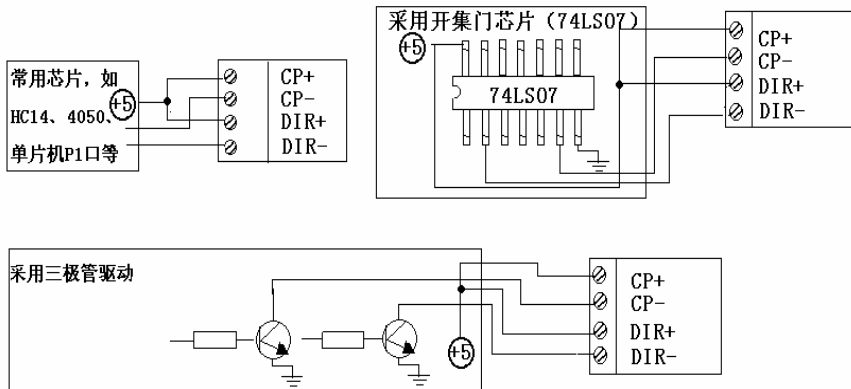 常用芯片，如
+5
HC14、4050、
单片机P1口等
CP+
CP-
DIR+
DIR-
采用开集门芯片（74LS07）
+5
74LS07
CP+
CP-
DIR+
DIR-
采用三极管驱动
+5
CP+
CP-
DIR+
DIR-